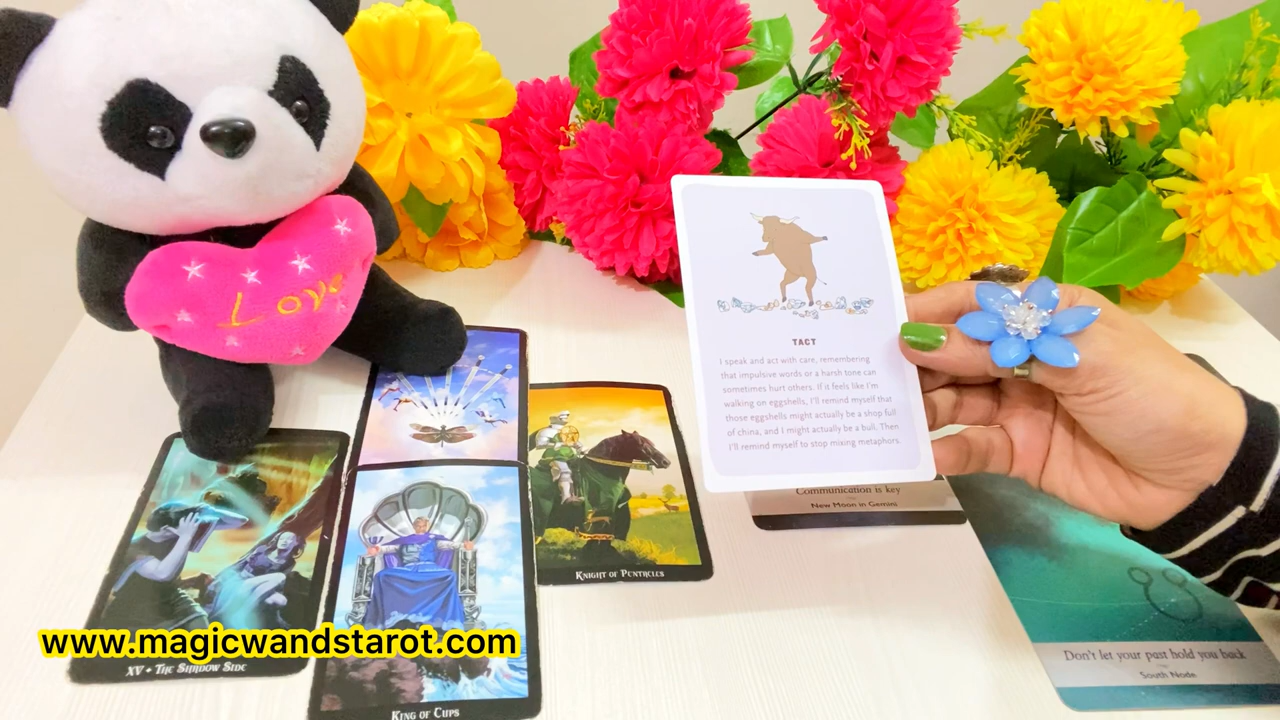 Love
TACT
I speak and act with care, remembering
that impulsive words or a harsh tone can
sometimes hurt others. If it feels like I'm
walking on eggshells, I'll remind myself that
those eggshells might actually be a shop full
of china, and I might actually be a bull. Then
I'll remind myself to stop mixing metaphors.
Communication is key
New Moon in Gemini
KNIGHT OF PENTACLES
www.magicwandstarot.com
XV • THE SHADOW SIDE
KING OF CUPS
Don't let your past hold you back
South Node